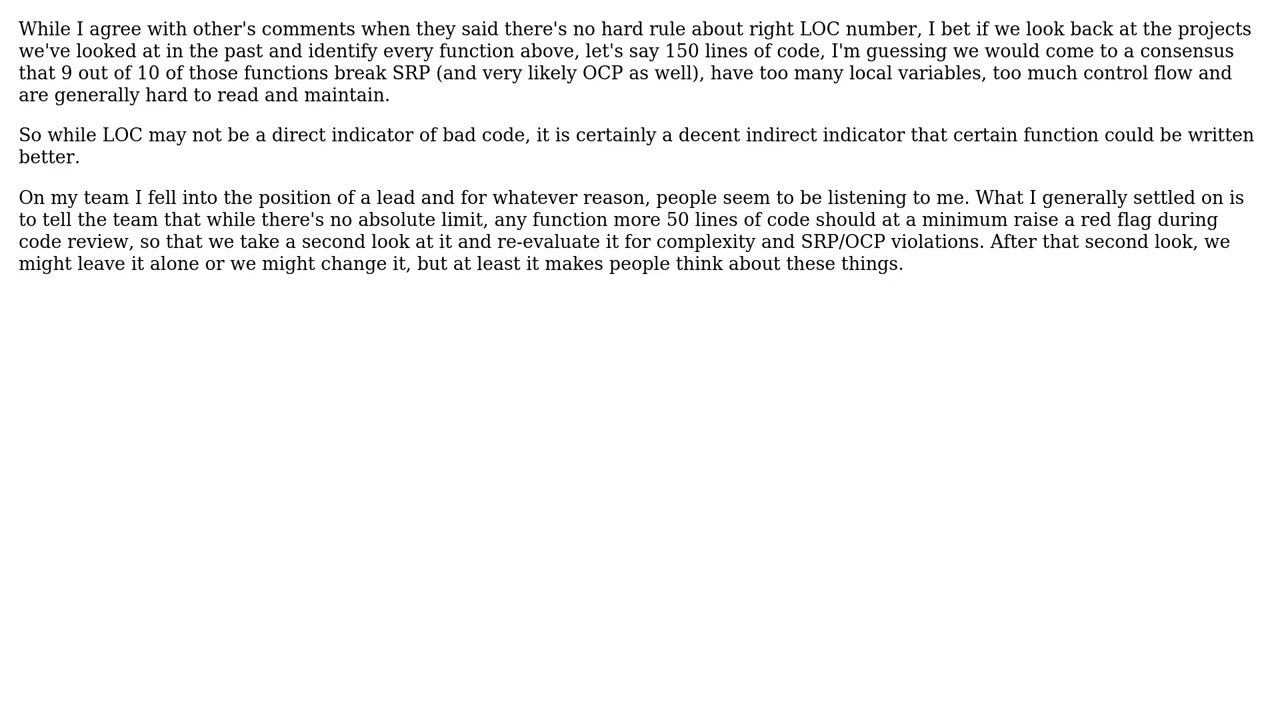 While I agree with other's comments when they said there's no hard rule about right LOC number, I bet if we look back at the projects
we've looked at in the past and identify every function above, let's say 150 lines of code, I'm guessing we would come to a consensus
that 9 out of 10 of those functions break SRP (and very likely OCP as well), have too many local variables, too much control flow and
are generally hard to read and maintain.
So while LOC may not be a direct indicator of bad code, it is certainly a decent indirect indicator that certain function could be written
better.
On my team I fell into the position of a lead and for whatever reason, people seem to be listening to me. What I generally settled on is
to tell the team that while there's no absolute limit, any function more 50 lines of code should at a minimum raise a red flag during
code review, so that we take a second look at it and re-evaluate it for complexity and SRP/OCP violations. After that second look, we
might leave it alone or we might change it, but at least it makes people think about these things.